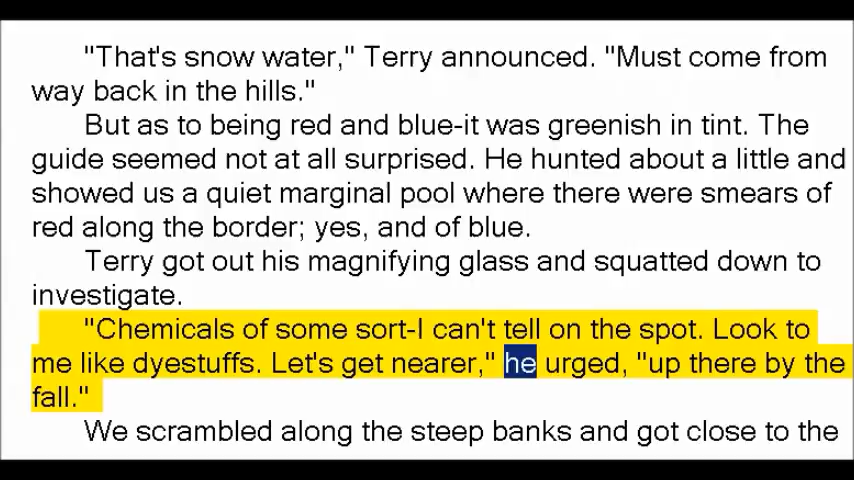 "That's snow water," Terry announced. "Must come from
way back in the hills."
But as to being red and blue-it was greenish in tint. The
guide seemed not at all surprised. He hunted about a little and
showed us a quiet marginal pool where there were smears of
red along the border; yes, and of blue.
Terry got out his magnifying glass and squatted down to
investigate.
"Chemicals of some sort-I can't tell on the spot. Look to
me like dyestuffs. Let's get nearer," he urged, "up there by the
fall."
We scrambled along the steep banks and got close to the